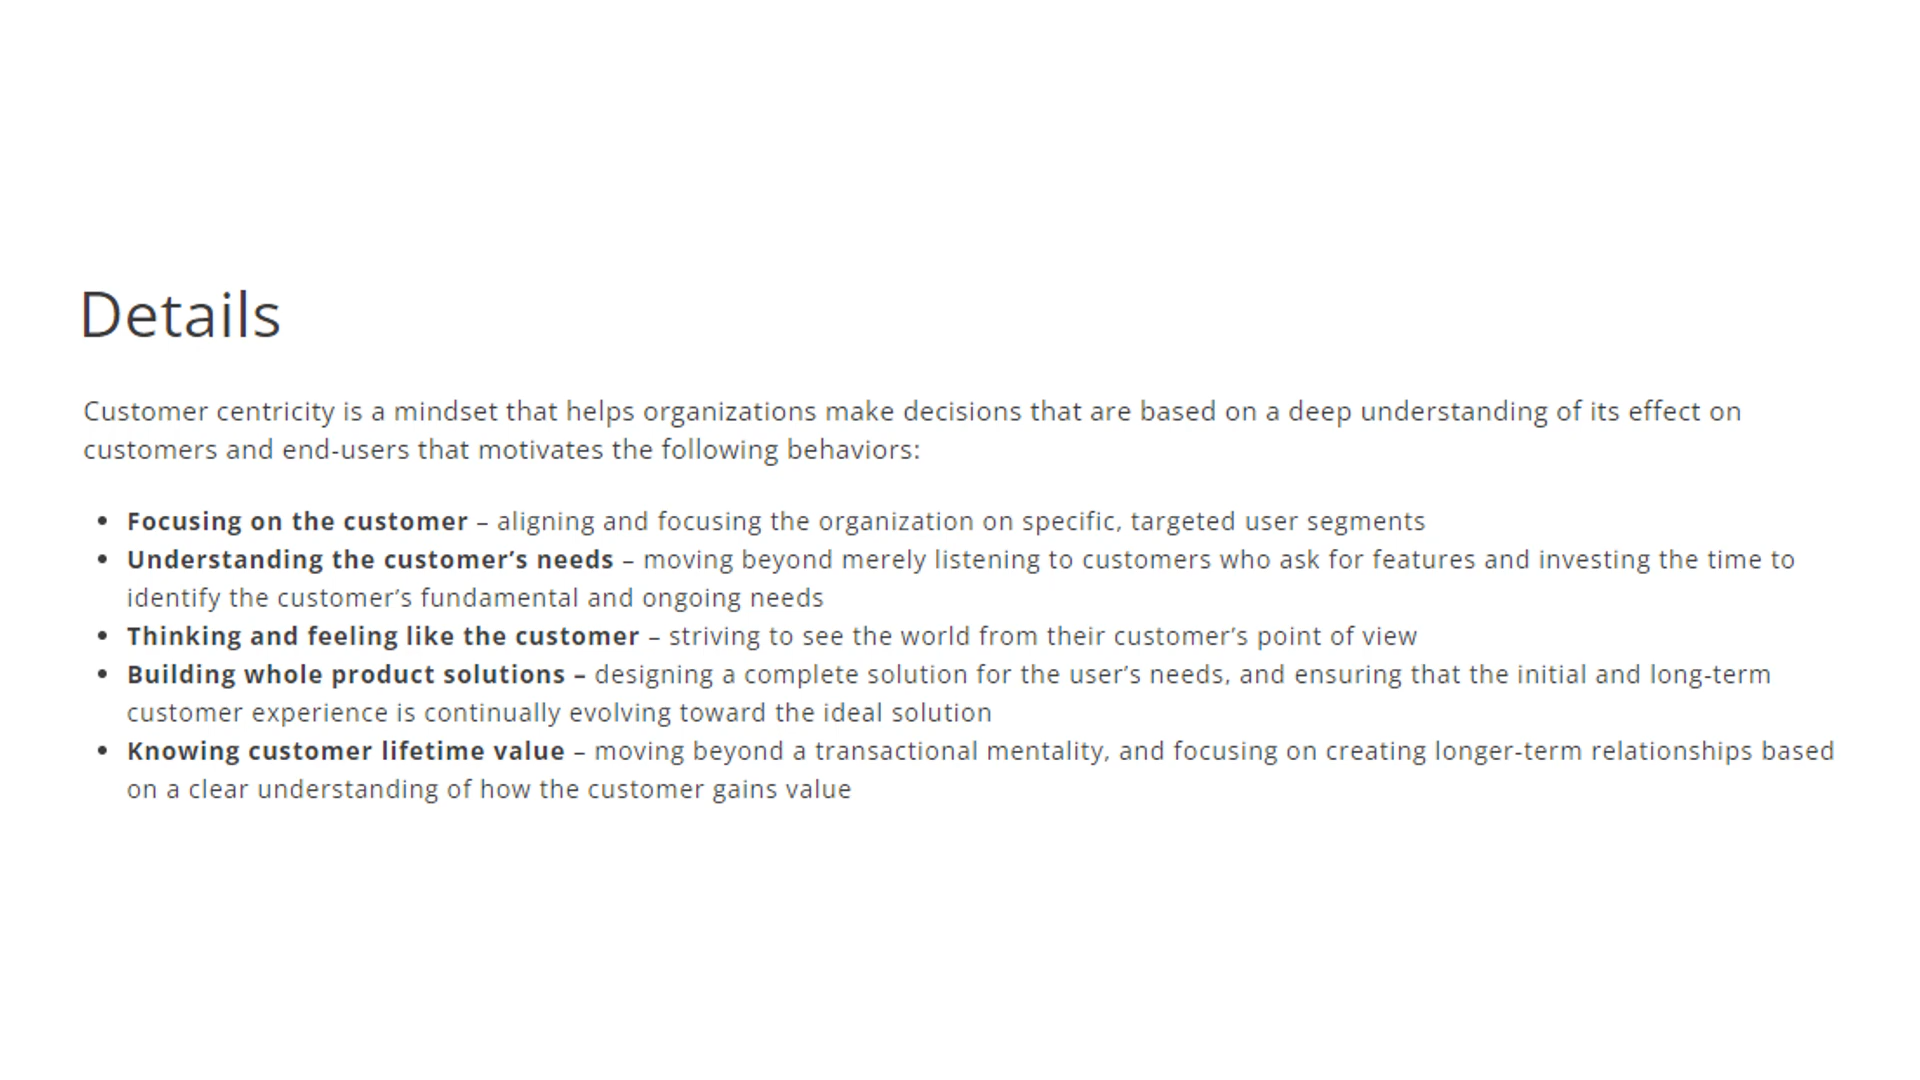 Details
Customer centricity is a mindset that helps organizations make decisions that are based on a deep understanding of its effect on
customers and end-users that motivates the following behaviors:
• Focusing on the customer – aligning and focusing the organization on specific, targeted user segments
• Understanding the customer’s needs – moving beyond merely listening to customers who ask for features and investing the time to
identify the customer’s fundamental and ongoing needs
• Thinking and feeling like the customer – striving to see the world from their customer’s point of view
• Building whole product solutions – designing a complete solution for the user’s needs, and ensuring that the initial and long-term
customer experience is continually evolving toward the ideal solution
• Knowing customer lifetime value – moving beyond a transactional mentality, and focusing on creating longer-term relationships based
on a clear understanding of how the customer gains value